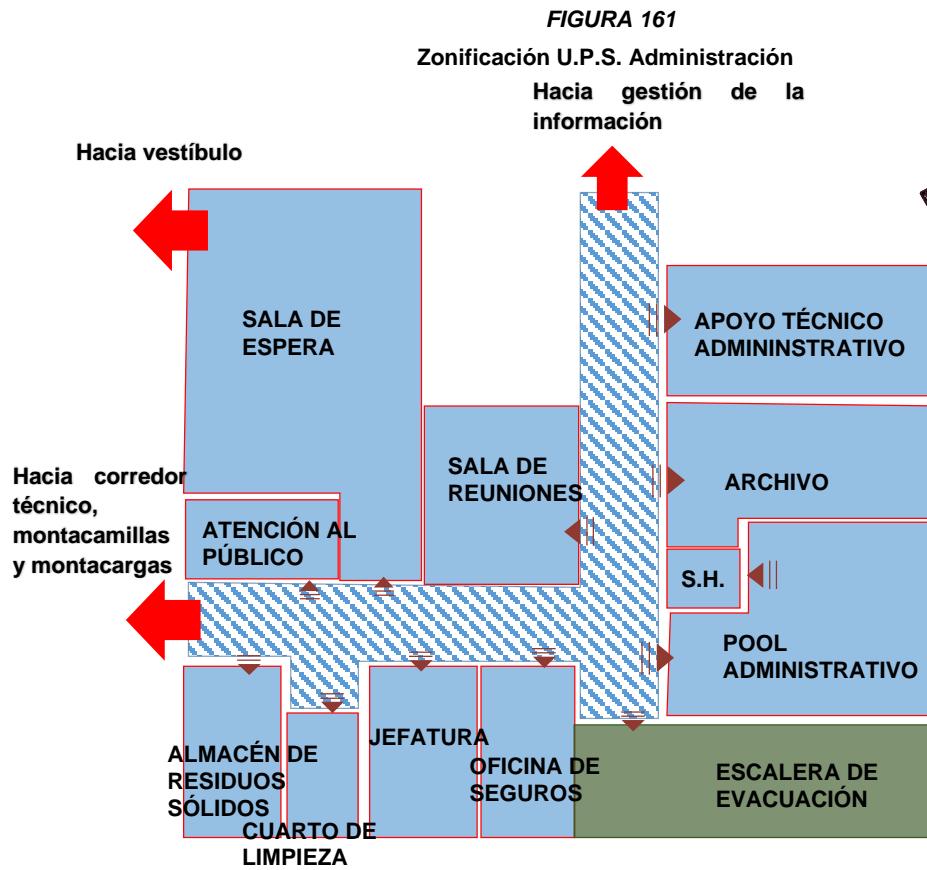 FIGURA 161
Zonificación U.P.S. Administración
Hacia gestión de la
información
Hacia vestíbulo
SALA DE
ESPERA
APOYO TÉCNICO
ADMININSTRATIVO
Hacia corredor
técnico,
montacamillas
y montacargas
SALA DE
REUNIONES
ARCHIVO
ATENCIÓN AL
PÚBLICO
S.H.
POOL
ADMINISTRATIVO
ALMACÉN DE
RESIDUOS
SÓLIDOS
CUARTO DE
LIMPIEZA
JEFATURA
OFICINA DE
SEGUROS
ESCALERA DE
EVACUACIÓN